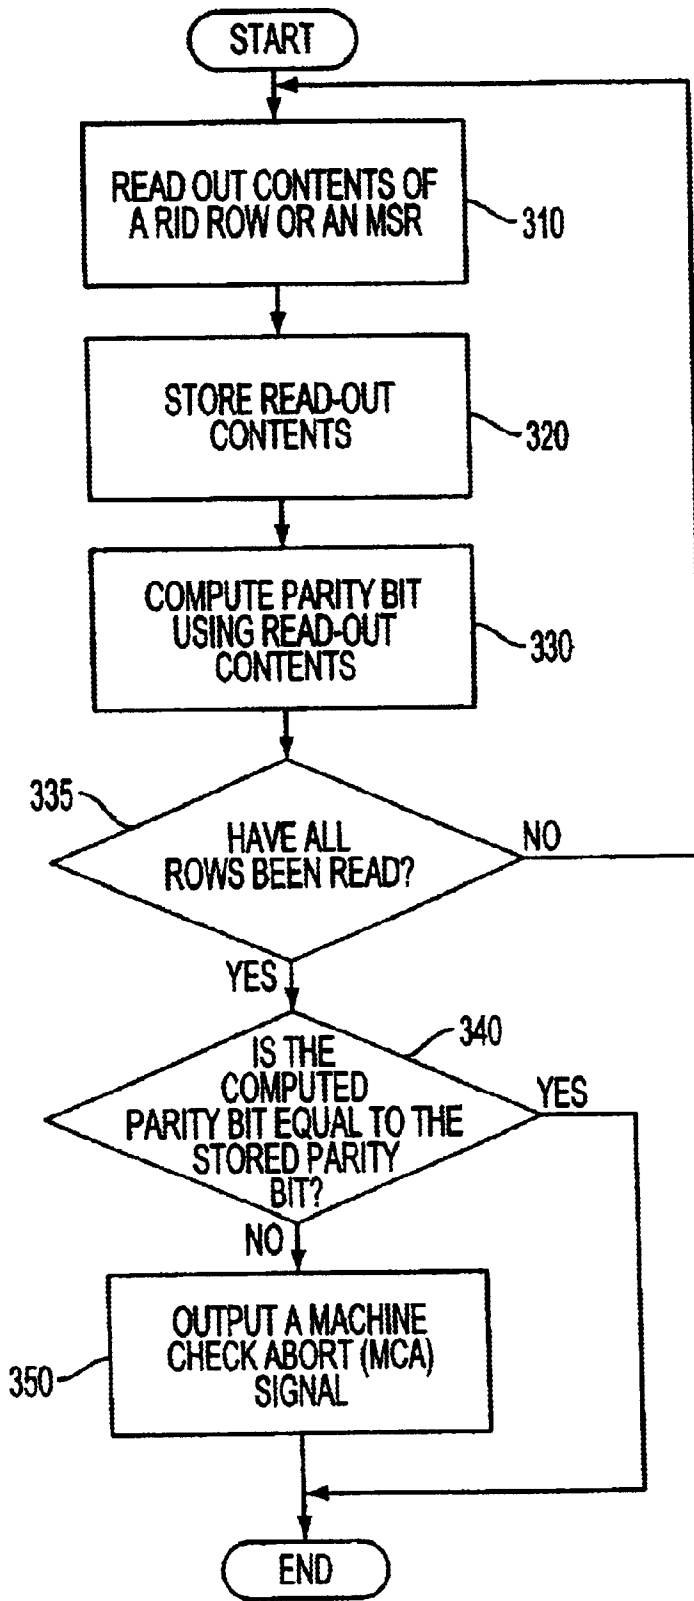 START
READ OUT CONTENTS OF
A RID ROW OR AN MSR
310
STORE READ-OUT
CONTENTS
320
COMPUTE PARITY BIT
USING READ-OUT
CONTENTS
330
335
HAVE ALL
ROWS BEEN READ?
NO
YES
340
IS THE
COMPUTED
PARITY BIT EQUAL TO THE
STORED PARITY
BIT?
YES
NO
OUTPUT A MACHINE
CHECK ABORT (MCA)
SIGNAL
350
END